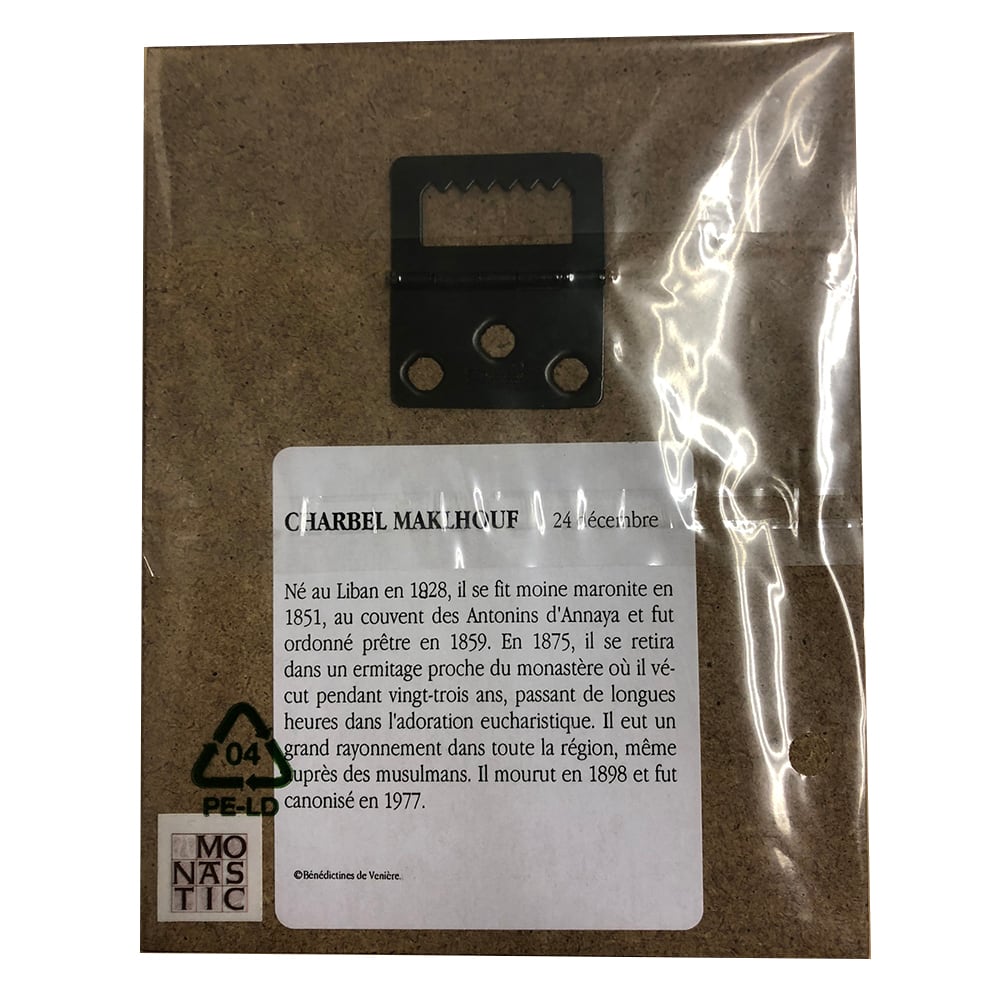 CHARBEL MAKLHOUF 24 décembre
Né au Liban en 1828, il se fit moine maronite en
1851, au couvent des Antonins d'Annaya et fut
ordonné prêtre en 1859. En 1875, il se retira
dans un ermitage proche du monastère où il vé-
cut pendant vingt-trois ans, passant de longues
heures dans l'adoration eucharistique. Il eut un
grand rayonnement dans toute la région, même
auprès des musulmans. Il mourut en 1898 et fut
canonisé en 1977.
©Bénédictines de Venière.
04
PE-LD
MO
NAS
TIC